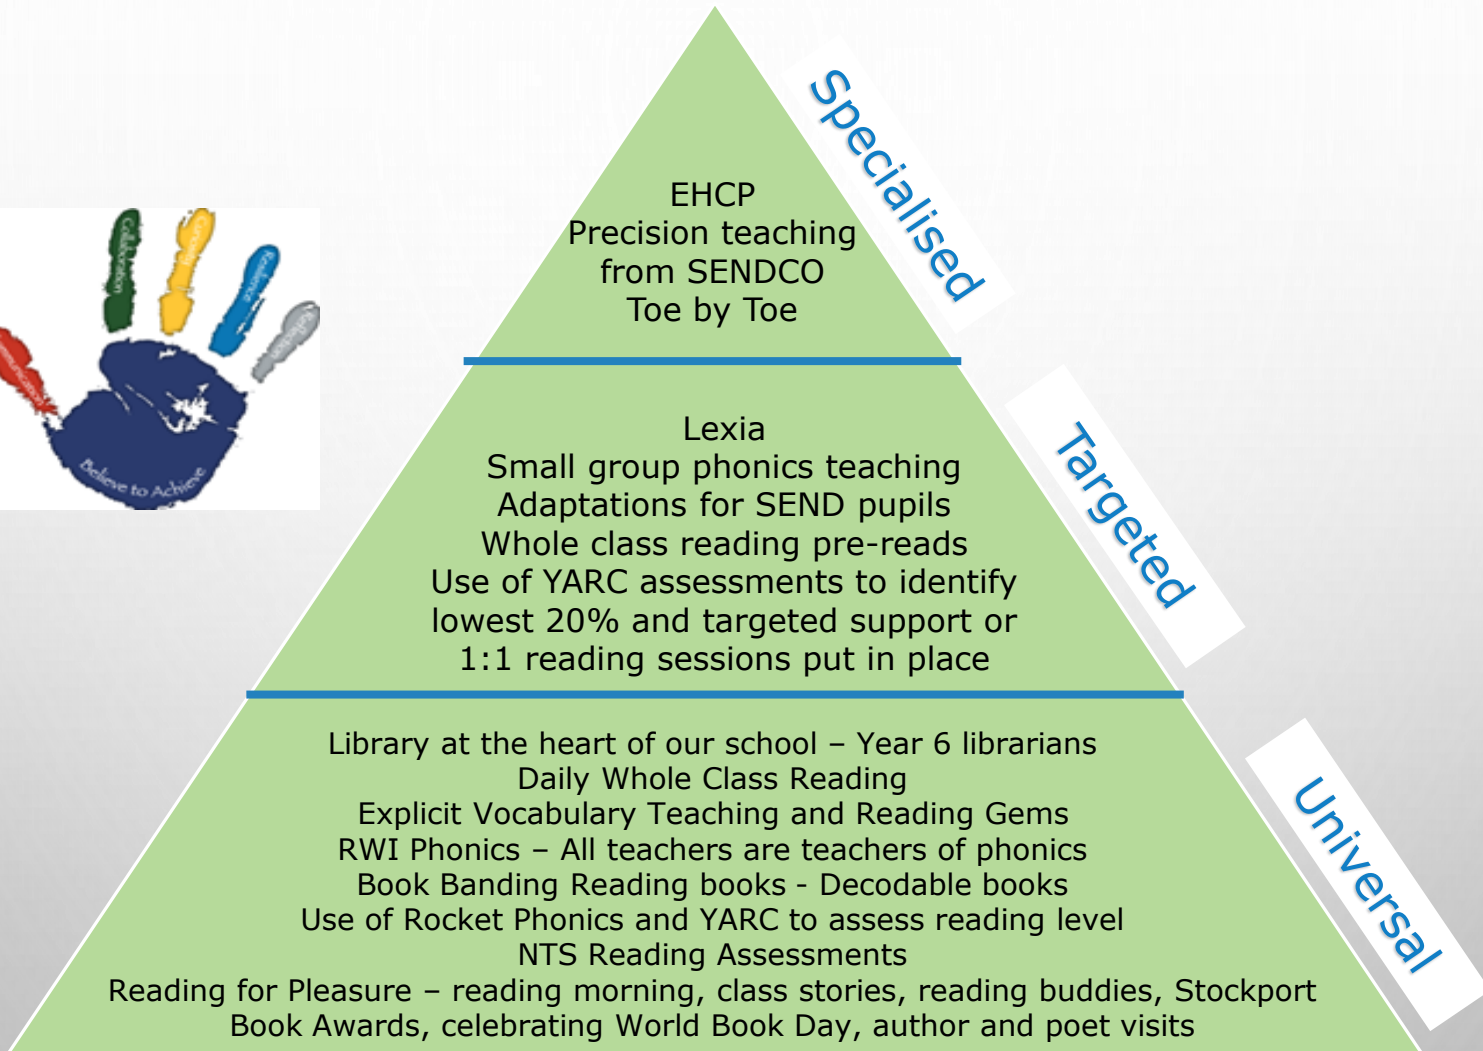 Specialised
EHCP
Precision teaching
from SENDCO
Toe by Toe
Collaboration
Curiosity
Resilience
Reflection
Believe to Achieve
Targeted
Lexia
Small group phonics teaching
Adaptations for SEND pupils
Whole class reading pre-reads
Use of YARC assessments to identify
lowest 20% and targeted support or
1:1 reading sessions put in place
Universal
Library at the heart of our school – Year 6 librarians
Daily Whole Class Reading
Explicit Vocabulary Teaching and Reading Gems
RWI Phonics – All teachers are teachers of phonics
Book Banding Reading books - Decodable books
Use of Rocket Phonics and YARC to assess reading level
NTS Reading Assessments
Reading for Pleasure – reading morning, class stories, reading buddies, Stockport
Book Awards, celebrating World Book Day, author and poet visits